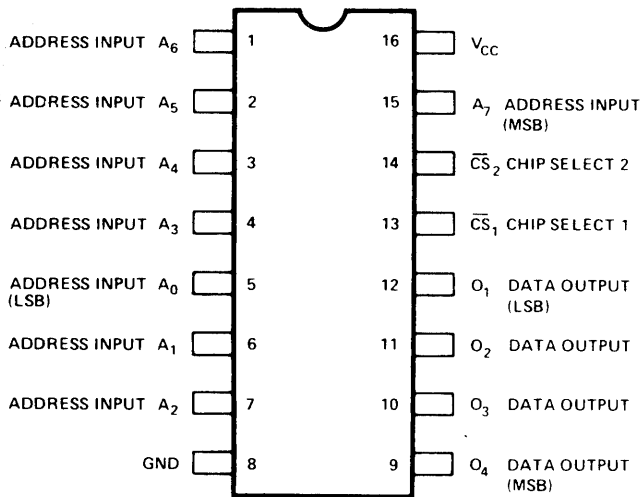 ADDRESS INPUT A6 1 16 VCC
ADDRESS INPUT A5 2 15 A7 ADDRESS INPUT
(MSB)
ADDRESS INPUT A4 3 14 C̅S̅2 CHIP SELECT 2
ADDRESS INPUT A3 4 13 C̅S̅1 CHIP SELECT 1
ADDRESS INPUT A0 5 12 O1 DATA OUTPUT
(LSB) (LSB)
ADDRESS INPUT A1 6 11 O2 DATA OUTPUT
ADDRESS INPUT A2 7 10 O3 DATA OUTPUT
GND 8 9 O4 DATA OUTPUT
(MSB)